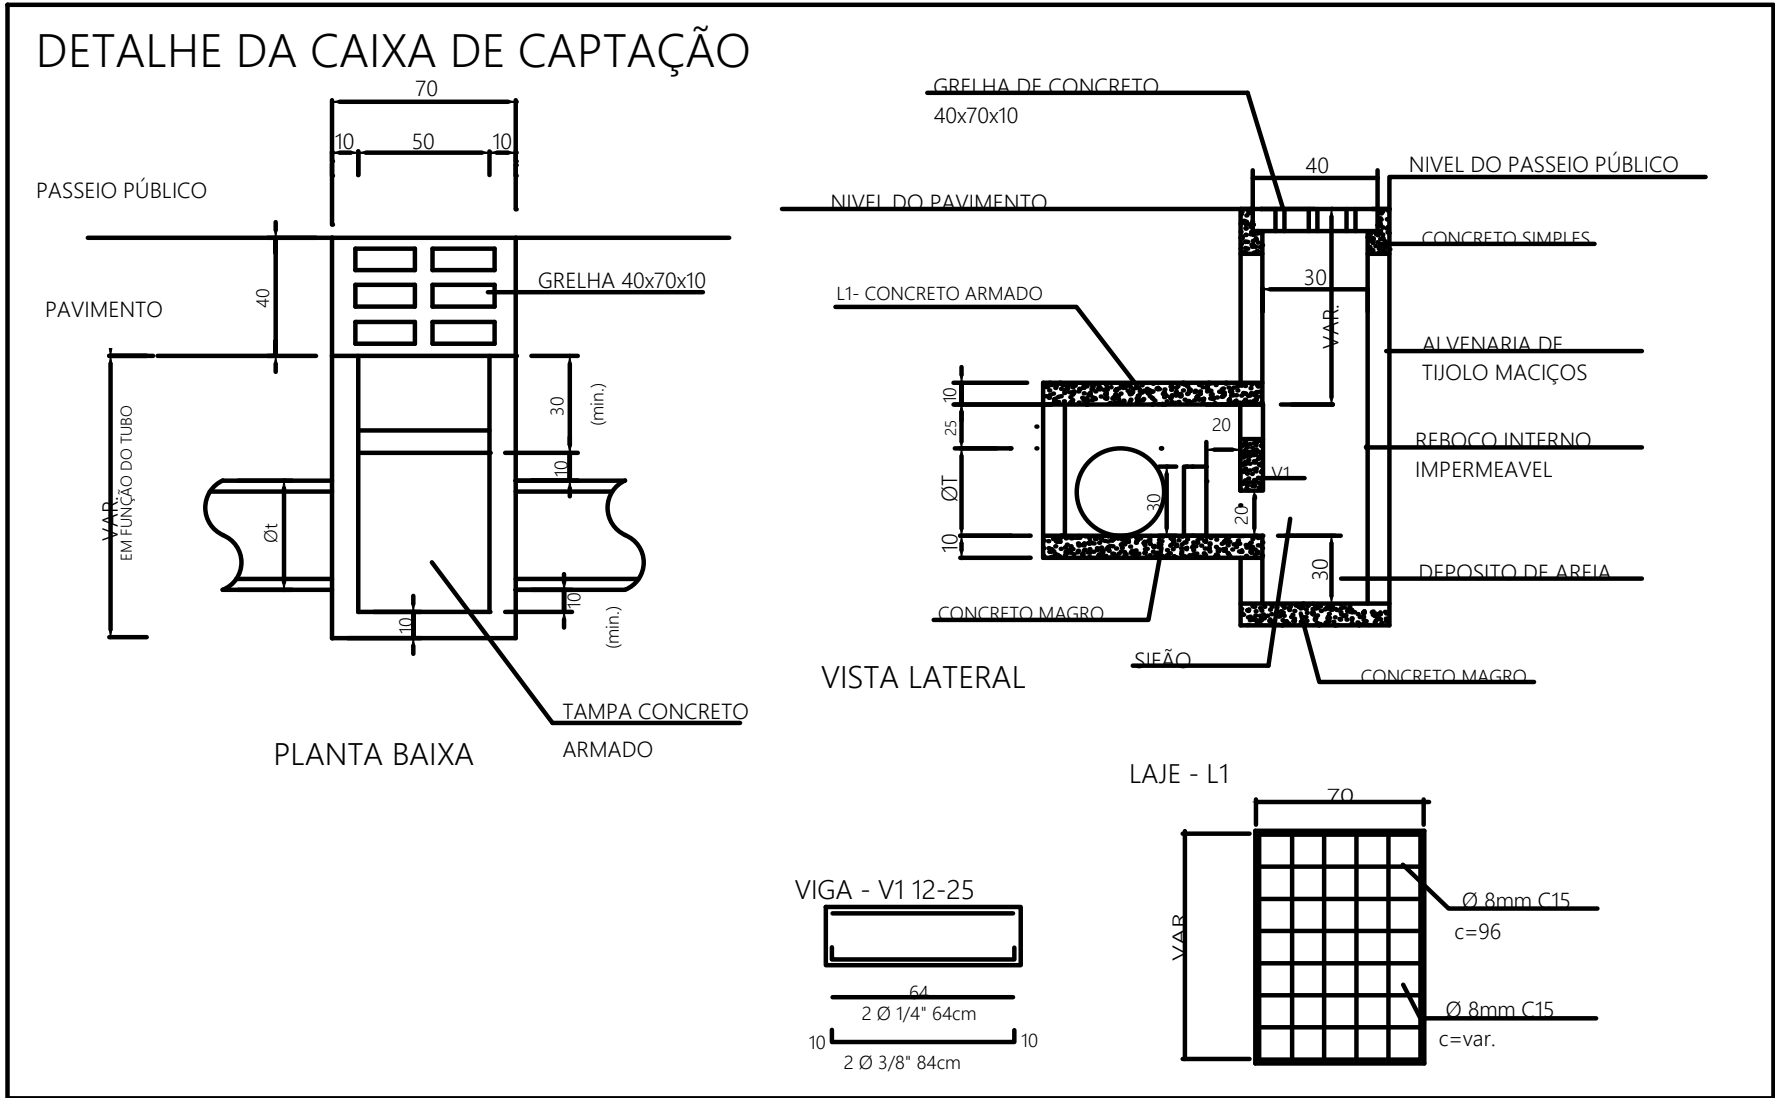 DETALHE DA CAIXA DE CAPTAÇÃO
70
10 50 10
PASSEIO PÚBLICO
PAVIMENTO
40
GRELHA 40x70x10
VAR.
EM FUNÇÃO DO TUBO
30
(min.)
10
Øt
10
(min.)
10
TAMPA CONCRETO
ARMADO
PLANTA BAIXA
GRELHA DE CONCRETO
40x70x10
40
NIVEL DO PASSEIO PÚBLICO
NIVEL DO PAVIMENTO
CONCRETO SIMPLES
30
VAR.
L1- CONCRETO ARMADO
ALVENARIA DE
TIJOLO MACIÇOS
10
25
ØT
10
20
30
V1
20
REBOCO INTERNO
IMPERMEAVEL
30
DEPOSITO DE AREIA
CONCRETO MAGRO
SIFÃO
CONCRETO MAGRO
VISTA LATERAL
LAJE - L1
70
VAR
Ø 8mm C15
c=96
Ø 8mm C15
c=var.
VIGA - V1 12-25
64
2 Ø 1/4" 64cm
10 10
2 Ø 3/8" 84cm